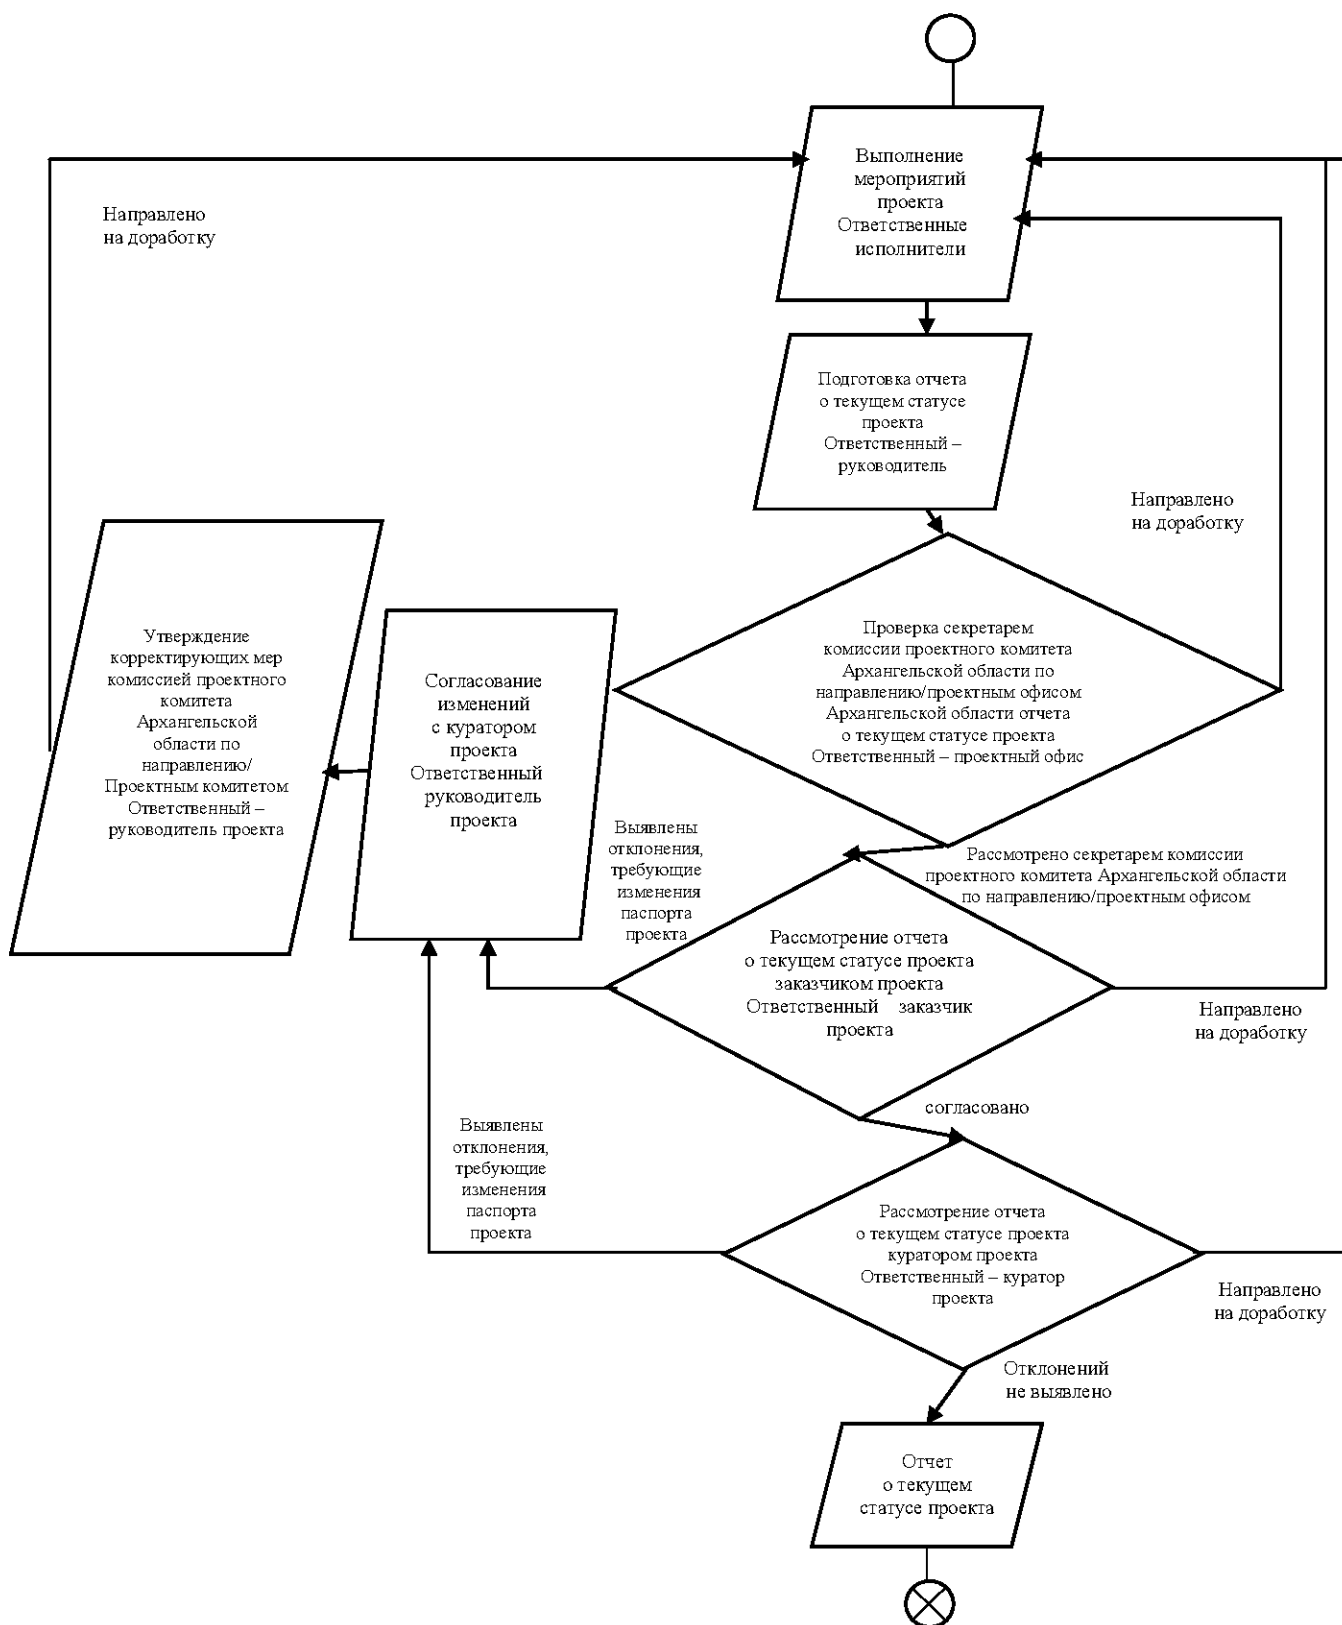 Выполнение
мероприятий
проекта
Ответственные
исполнители
Направлено
на доработку
Подготовка отчета
о текущем статусе
проекта
Ответственный –
руководитель
Направлено
на доработку
Проверка секретарем
комиссии проектного комитета
Архангельской области по
направлению/проектным офисом
Архангельской области отчета
о текущем статусе проекта
Ответственный – проектный офис
Утверждение
корректирующих мер
комиссией проектного
комитета
Архангельской
области по
направлению/
Проектным комитетом
Ответственный –
руководитель проекта
Согласование
изменений
с куратором
проекта
Ответственный
руководитель
проекта
Выявлены
отклонения,
требующие
изменения
паспорта
проекта
Рассмотрено секретарем комиссии
проектного комитета Архангельской области
по направлению/проектным офисом
Рассмотрение отчета
о текущем статусе проекта
заказчиком проекта
Ответственный заказчик
проекта
Направлено
на доработку
согласовано
Выявлены
отклонения,
требующие
изменения
паспорта
проекта
Рассмотрение отчета
о текущем статусе проекта
куратором проекта
Ответственный – куратор
проекта
Направлено
на доработку
Отклонений
не выявлено
Отчет
о текущем
статусе проекта